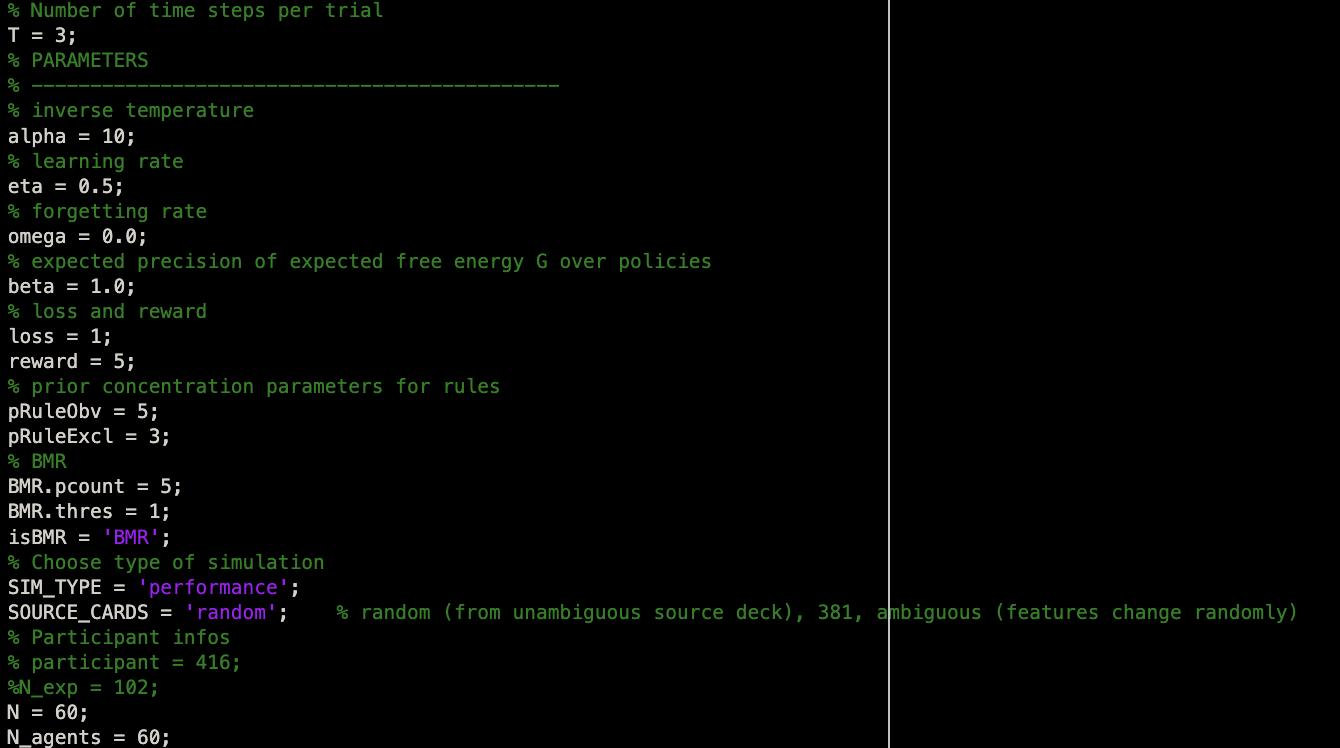 % Number of time steps per trial
T = 3;
% PARAMETERS
% ---------------------------------------------
% inverse temperature
alpha = 10;
% learning rate
eta = 0.5;
% forgetting rate
omega = 0.0;
% expected precision of expected free energy G over policies
beta = 1.0;
% loss and reward
loss = 1;
reward = 5;
% prior concentration parameters for rules
pRuleObv = 5;
pRuleExcl = 3;
% BMR
BMR.pcount = 5;
BMR.thres = 1;
isBMR = 'BMR';
% Choose type of simulation
SIM_TYPE = 'performance';
SOURCE_CARDS = 'random';    % random (from unambiguous source deck), 381, ambiguous (features change randomly)
% Participant infos
% participant = 416;
%N_exp = 102;
N = 60;
N_agents = 60;